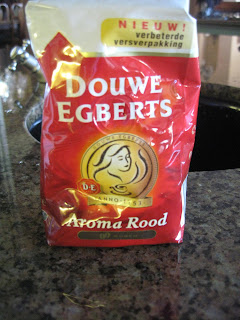 NIEUW!
verbeterde
versverpakking
DOUWE
EGBERTS
D·E
Aroma Rood